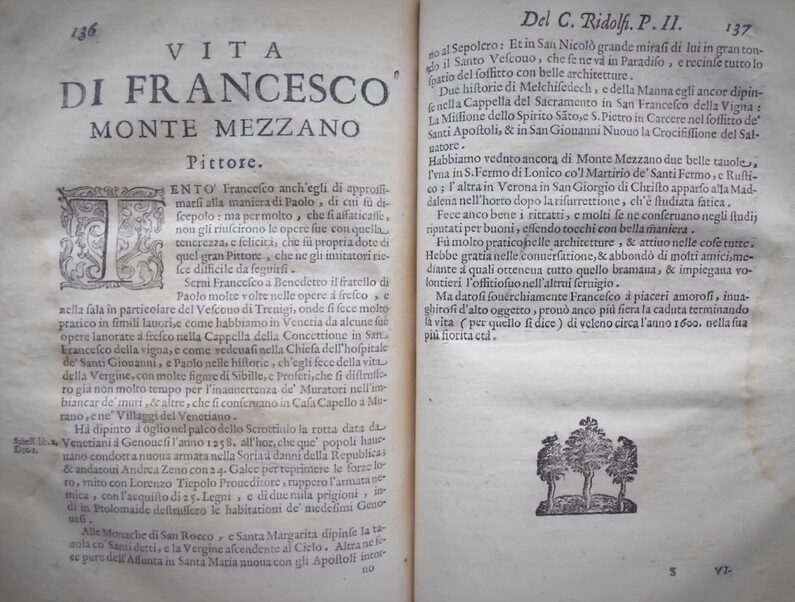 136
VITA
DI FRANCESCO
MONTE MEZZANO
Pittore.
TENTO' Francesco anch'egli di approssi-
marsi alla maniera di Paolo, di cui fù di-
scepolo: ma per molto, che si affaticasse,
non gli riuscirono le opere sue con quella
tenerezza, e felicità, che fù propria dote di
quel gran Pittore, che ne gli imitatori rie-
sce difficile da seguirsi.
Seruì Francesco à Benedetto il fratello di
Paolo molte volte nelle opere à fresco, e
nella sala in particolare del Vescouo di Treuigi, onde si fece molto
pratico in simili lauori, e come habbiamo in Venetia da alcune sue
opere lauorate à fresco nella Cappella della Concettione in San
Francesco della vigna, e come vedeuasi nella Chiesa dell'hospitale
de' Santi Giouanni, e Paolo nelle historie, ch'egli fece della vita
della Vergine, con molte figure di Sibille, e Profeti, che si distrusse-
ro già non molto tempo per l'inauuertenza de' Muratori nell'im-
biancar de' muri, & altre, che si conseruano in Casa Capello à Mu-
rano, e ne' Villaggi del Venetiano.
Hà dipinto à oglio nel palco dello Scrottinio la rotta data da
Sabell. lib. 2.
Venetiani à Genouesi l'anno 1258. all'hor, che que' popoli haue-
uano condotta nuoua armata nella Soria à danni della Republica;
& andatoui Andrea Zeno con 24. Galee per reprimere le forze lo-
ro, vnito con Lorenzo Tiepolo Proueditore, ruppero l'armata ne-
mica, con l'acquisto di 25. Legni, e di due mila prigioni, in-
di in Ptolomaide destrussero le habitationi de' medesimi Geno-
uesi.
Alle Monache di San Rocco, e Santa Margarita dipinse la ta-
uola co' Santi detti, e la Vergine ascendente al Cielo. Altra ne fe-
ce pure dell'Assunta in Santa Maria nuoua con gli Apostoli intor-
no
Del C. Ridolfi. P. II. 137
no al Sepolcro: Et in San Nicolò grande mirasi di lui in gran ton-
do il Santo Vescouo, che se ne và in Paradiso, e recinse tutto lo
spatio del soffitto con belle architetture.
Due historie di Melchisedech, e della Manna egli ancor dipin-
se nella Cappella del Sacramento in San Francesco della Vigna:
La Missione dello Spirito Sāto, e S. Pietro in Carcere nel soffitto de'
Santi Apostoli, & in San Giouanni Nuouo la Crocifissione del Sal-
uatore.
Habbiamo veduto ancora di Monte Mezzano due belle tauole,
l'vna in S. Fermo di Lonico co'l Martirio de' Santi Fermo, e Rusti-
co; l'altra in Verona in San Giorgio di Christo apparso alla Mad-
dalena nell'horto dopo la risurrettione, ch'è studiata fatica.
Fece anco bene i ritratti, e molti se ne conseruano negli studij
riputati per buoni, essendo tocchi con bella maniera.
Fù molto pratico nelle architetture, & attiuo nelle cose tutte.
Hebbe gratia nelle conuersatione, & abbondò di molti amici, me-
diante à quali otteneua tutto quello bramaua, & impiegaua vo-
lontieri l'offitioso nell'altrui seruigio.
Ma datosi souerchiamente Francesco à piaceri amorosi, inua-
ghitosi d'alto oggetto, prouò anco più fiera la caduta terminando
la vita (per quello si dice) di veleno circa l'anno 1600. nella sua
più fiorita età.
S VI-